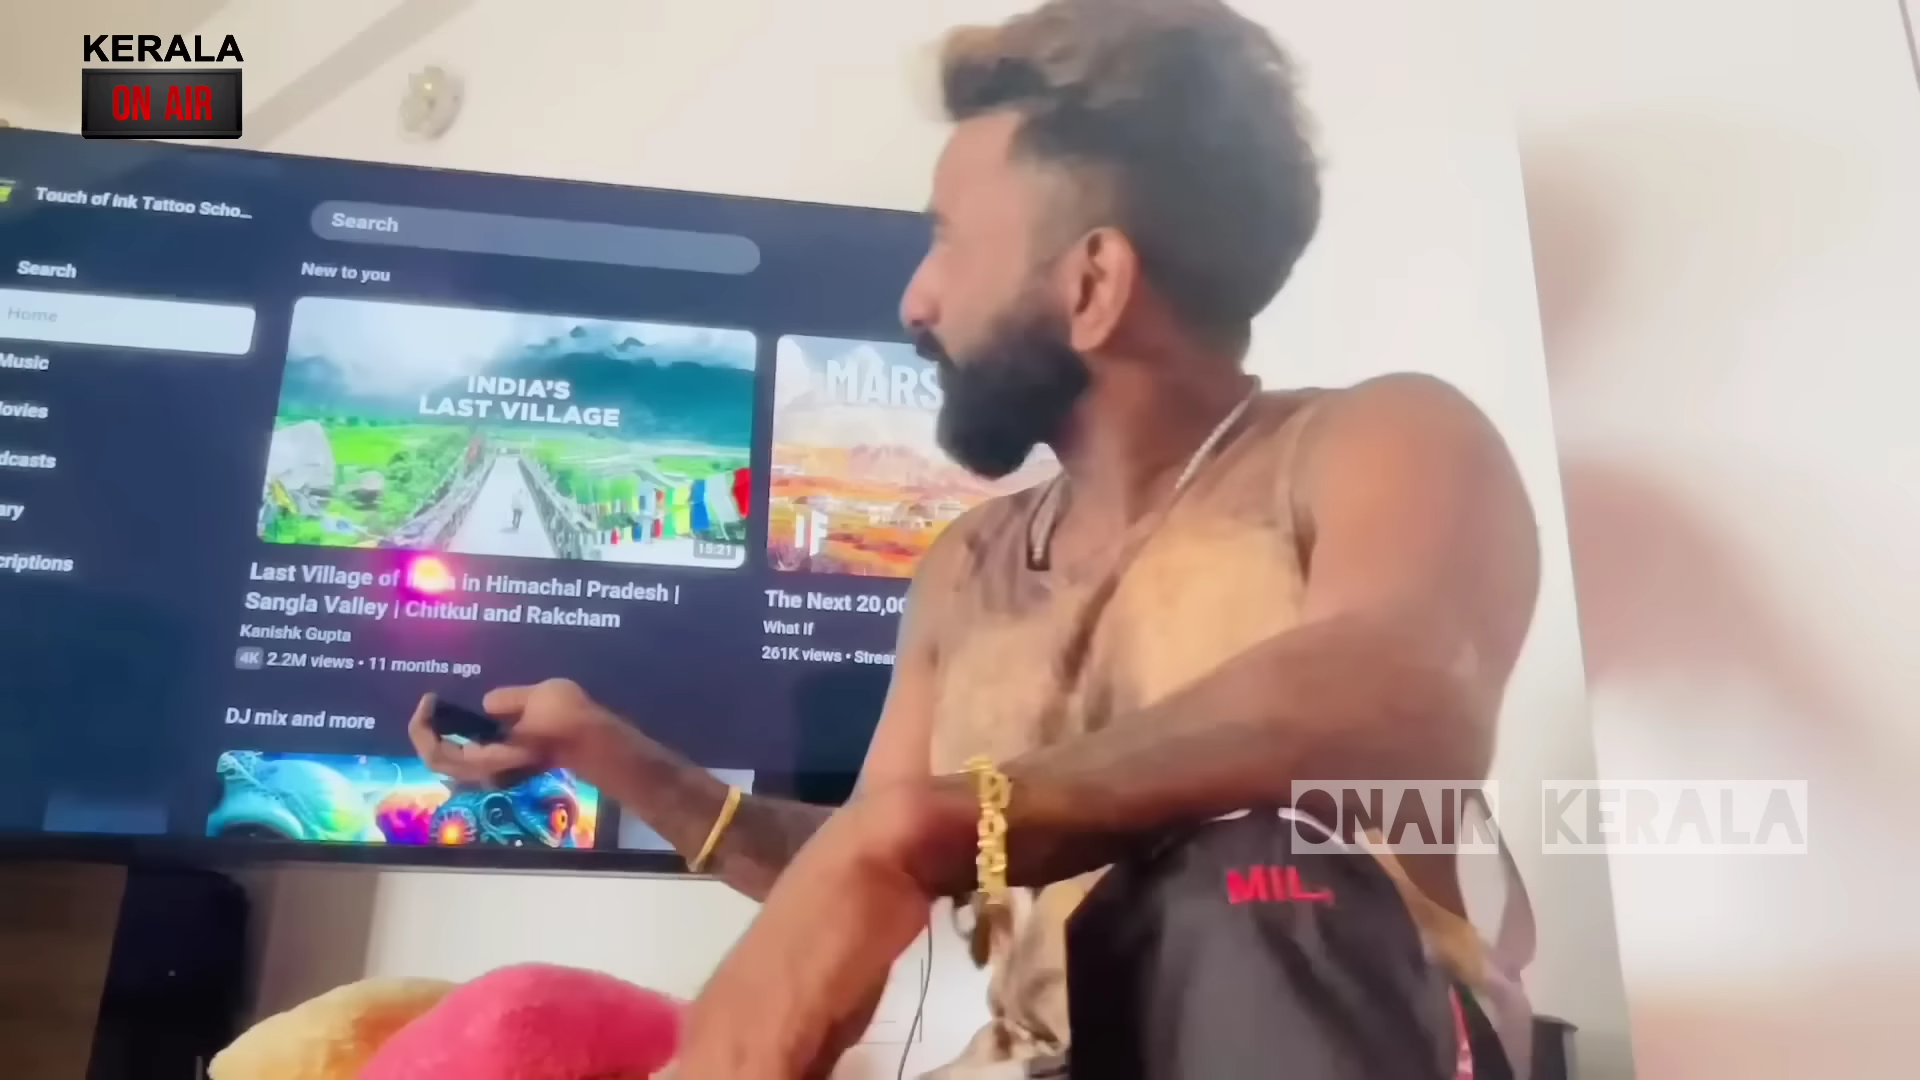 KERALA
ON AIR
Touch of Ink Tattoo Scho...
Search
Search
New to you
Home
Music
INDIA'S
LAST VILLAGE
MARS
IF
15:21
Last Village of in Himachal Pradesh |
Sangla Valley | Chitkul and Rakcham
Kanishk Gupta
4K 2.2M views • 11 months ago
The Next 20,00
What If
261K views • Strea
DJ mix and more
ONAIR KERALA
MIL